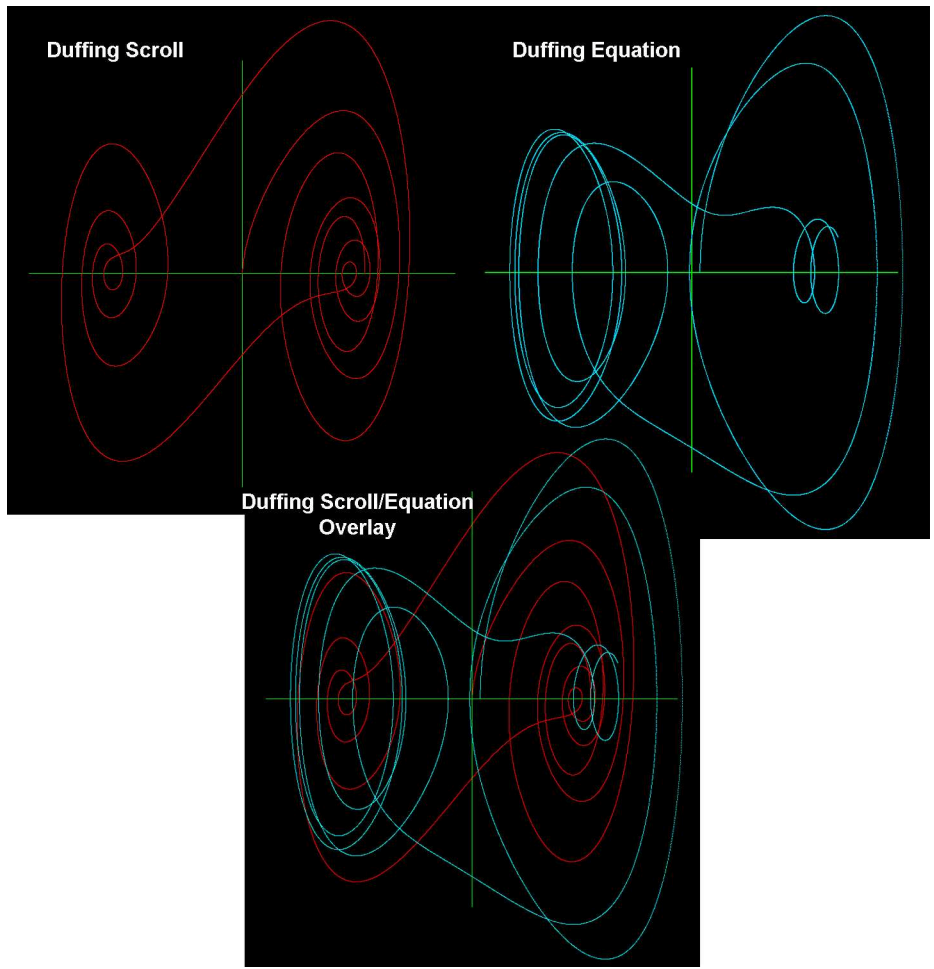 Duffing Scroll
Duffing Equation
Duffing Scroll/Equation
Overlay